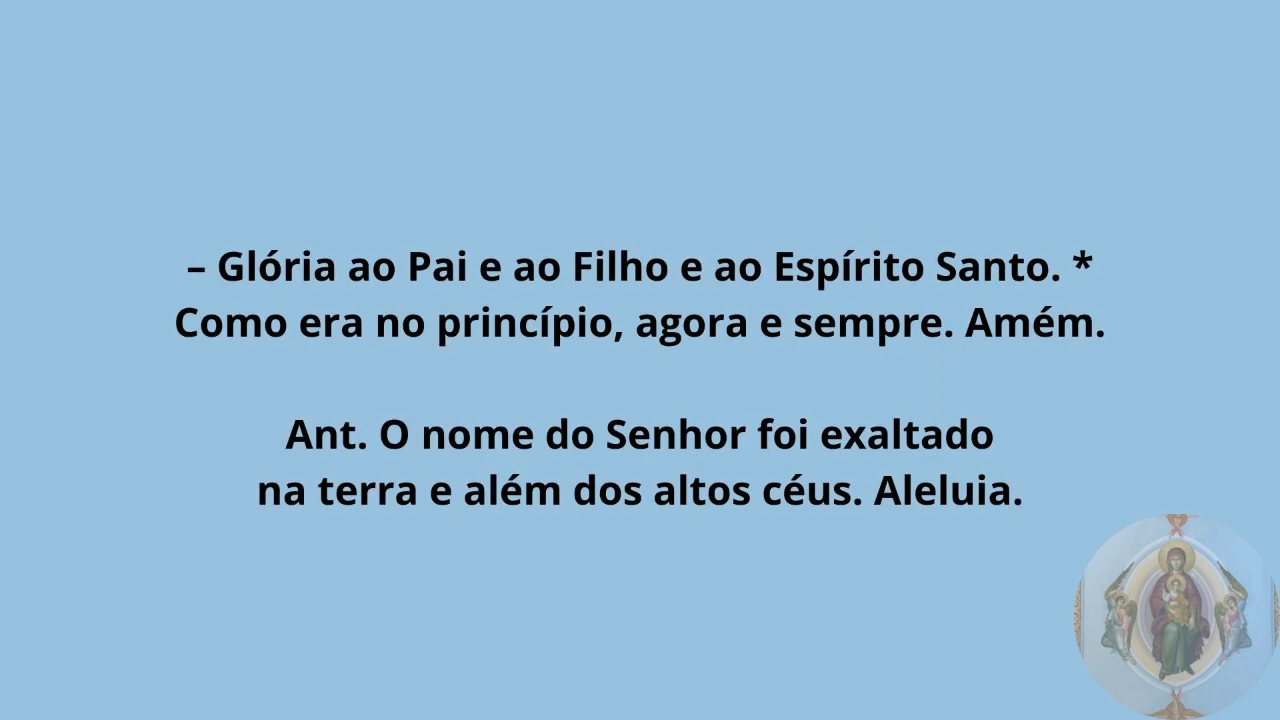 – Glória ao Pai e ao Filho e ao Espírito Santo. *
Como era no princípio, agora e sempre. Amém.
Ant. O nome do Senhor foi exaltado
na terra e além dos altos céus. Aleluia.